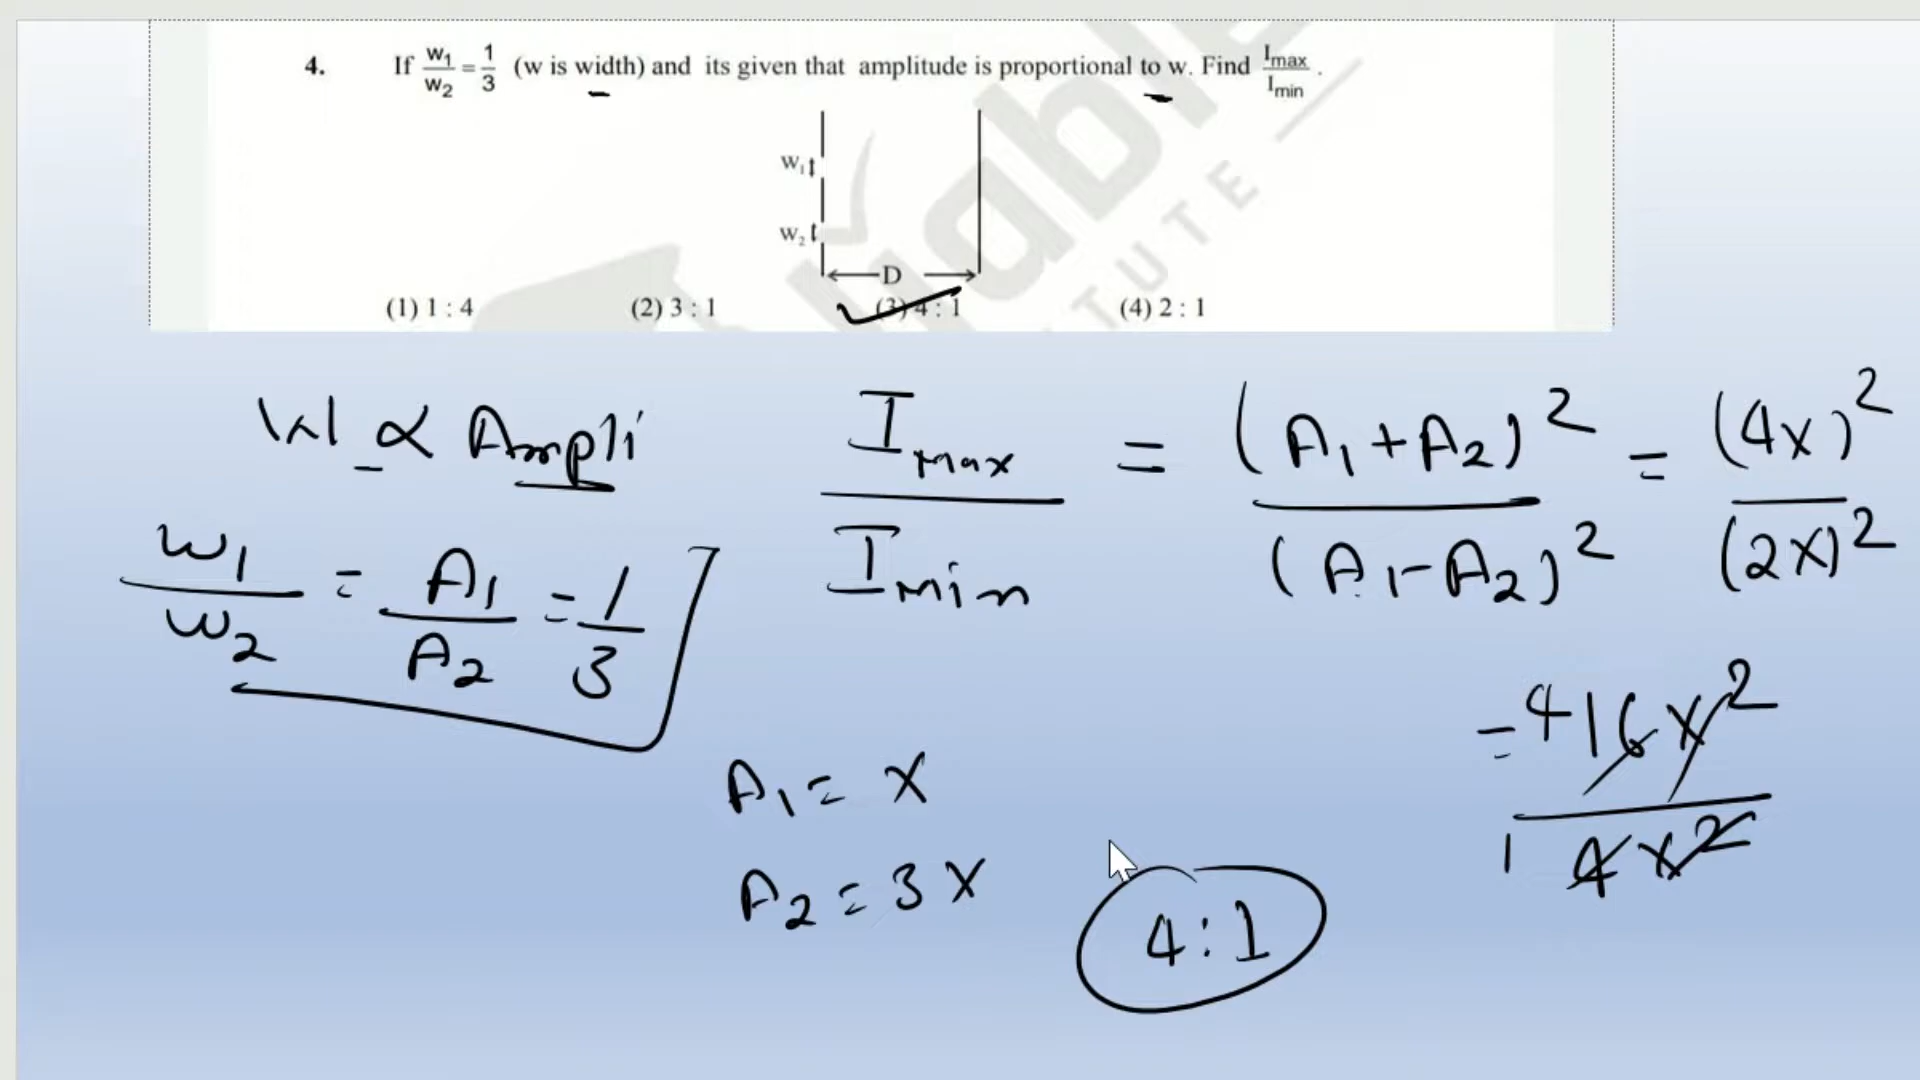 4. If w1/w2 = 1/3 (w is width) and its given that amplitude is proportional to w. Find Imax/Imin .
W1
W2
D
(1) 1 : 4 (2) 3 : 1 (3) 4 : 1 (4) 2 : 1
W ∝ Ampli
Imax/Imin = (A1+A2)²/(A1-A2)² = (4x)²/(2x)²
w1/w2 = A1/A2 = 1/3
= 4 16x²/1 4x²
A1 = x
A2 = 3x
4:1
TUTE